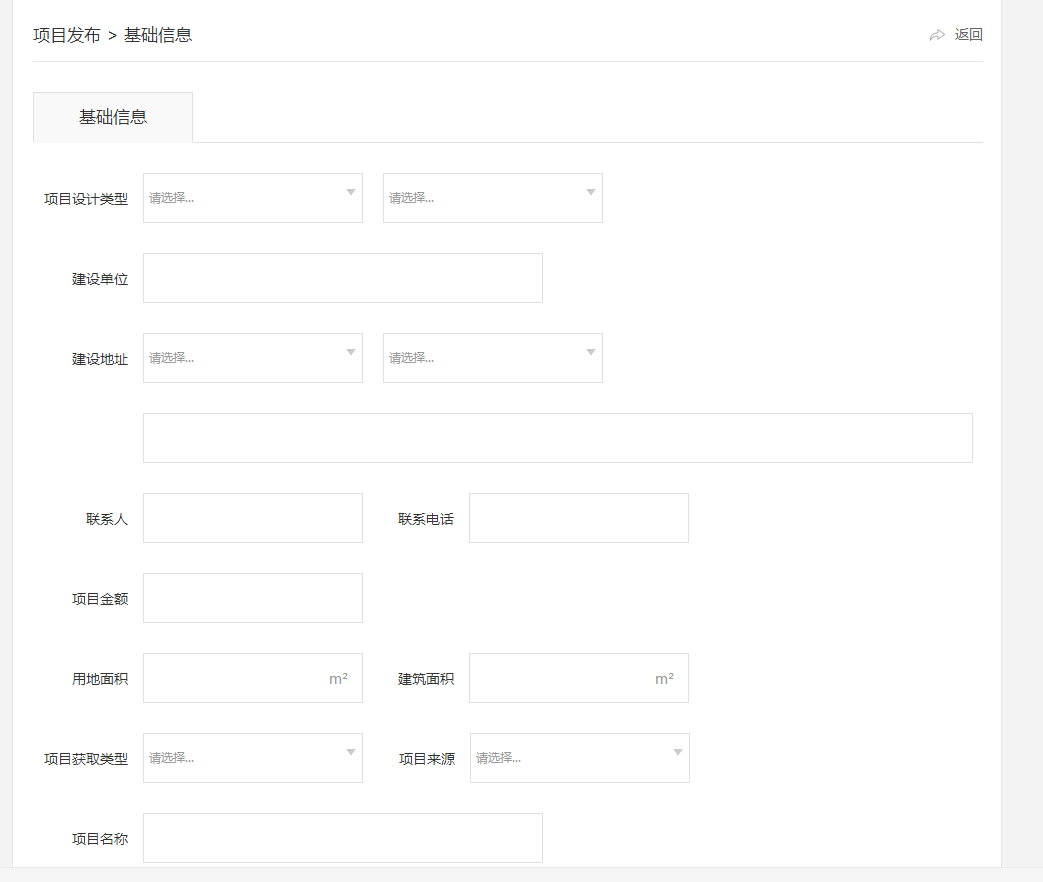 项目发布 > 基础信息 返回
基础信息
项目设计类型 请选择... 请选择...
建设单位
建设地址 请选择... 请选择...
联系人 联系电话
项目金额
用地面积 m² 建筑面积 m²
项目获取类型 请选择... 项目来源 请选择...
项目名称